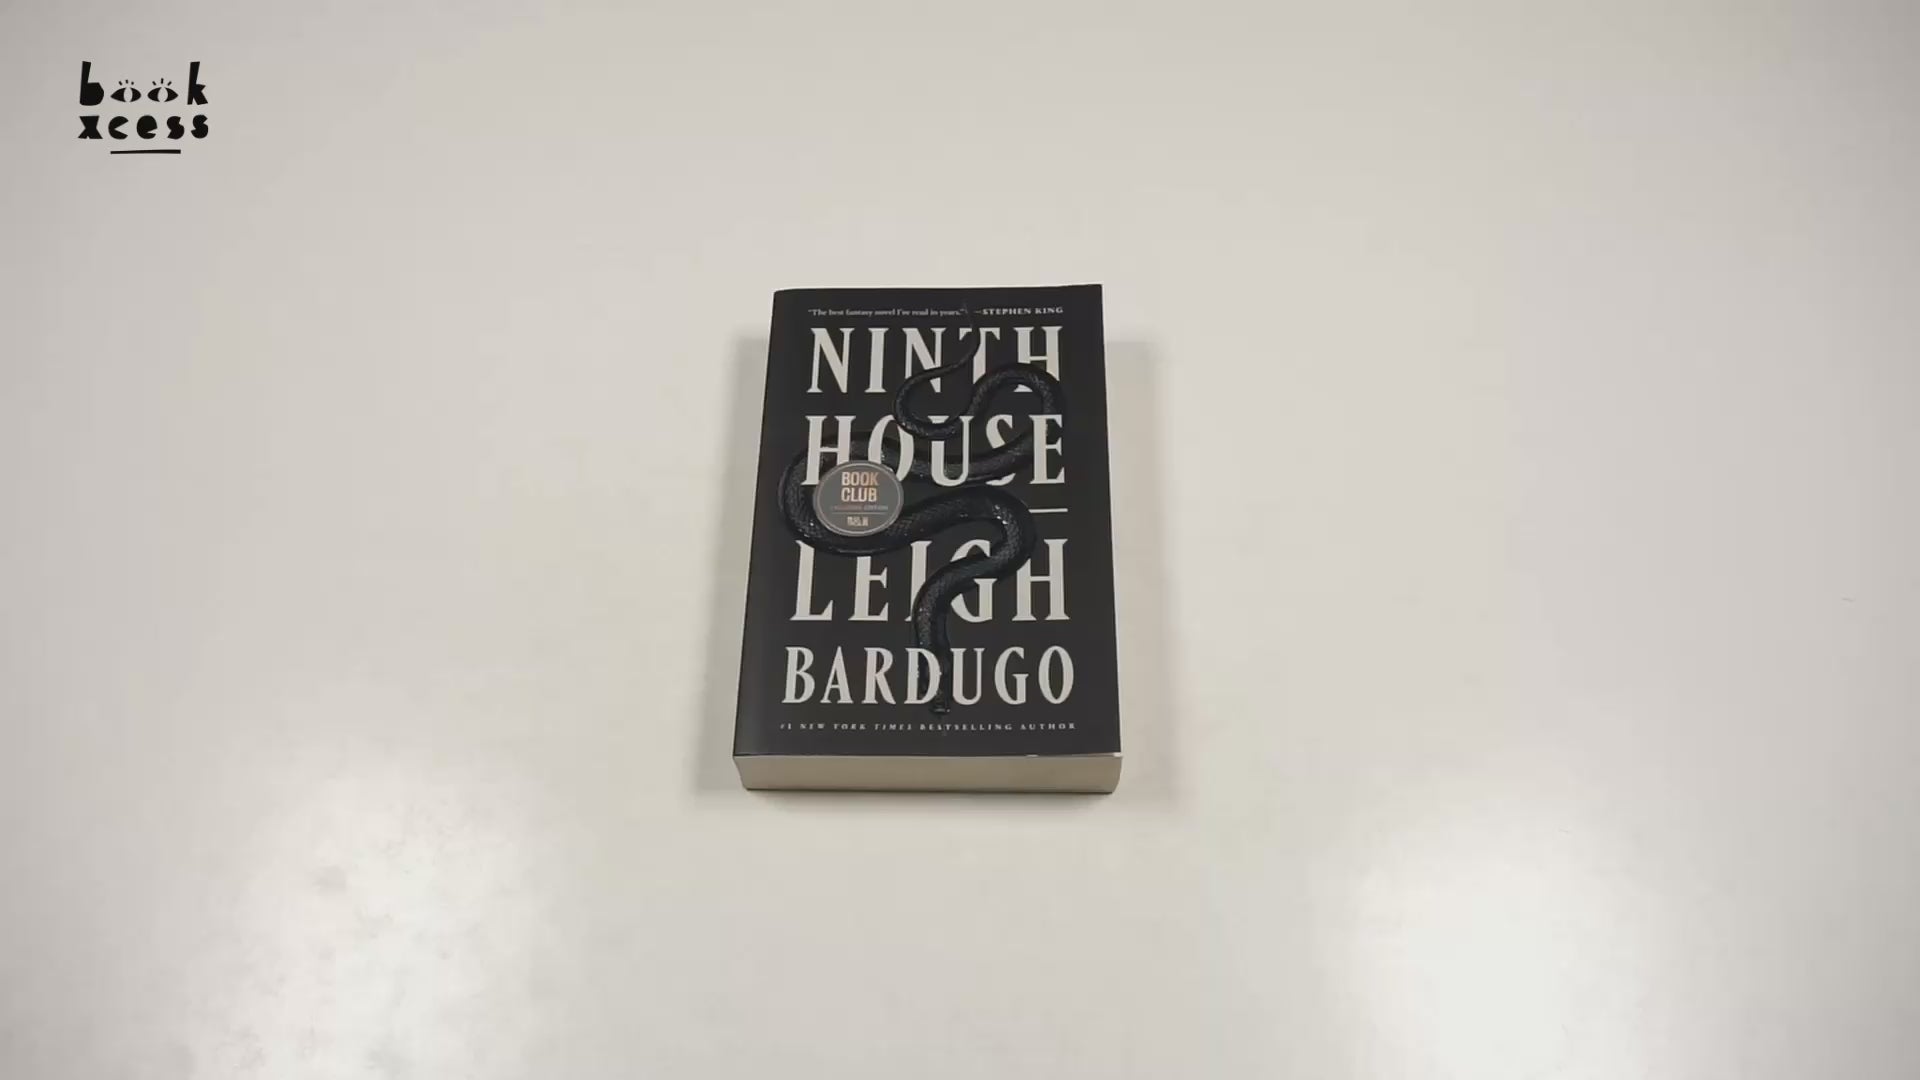 book
xcess
"The best fantasy novel I've read in years." —STEPHEN KING
NINTH
HOUSE
BOOK
CLUB
EDITION
LEIGH
BARDUGO
#1 NEW YORK TIMES BESTSELLING AUTHOR